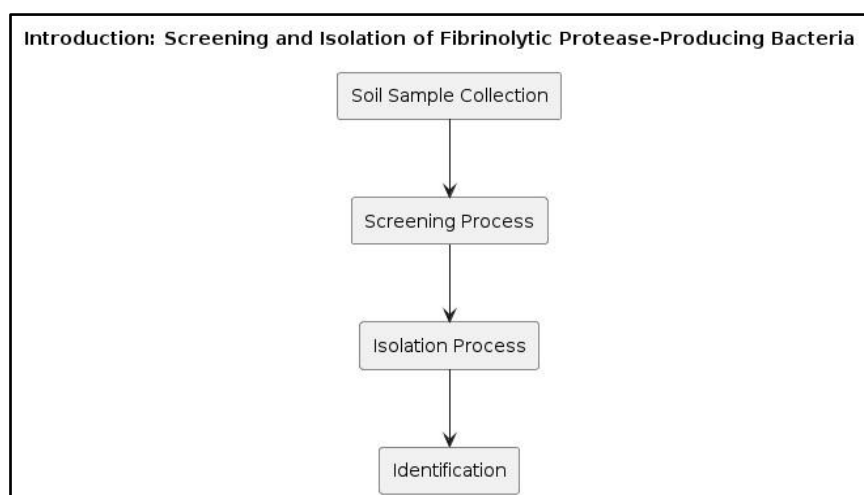 Introduction: Screening and Isolation of Fibrinolytic Protease-Producing Bacteria
Soil Sample Collection
Screening Process
Isolation Process
Identification